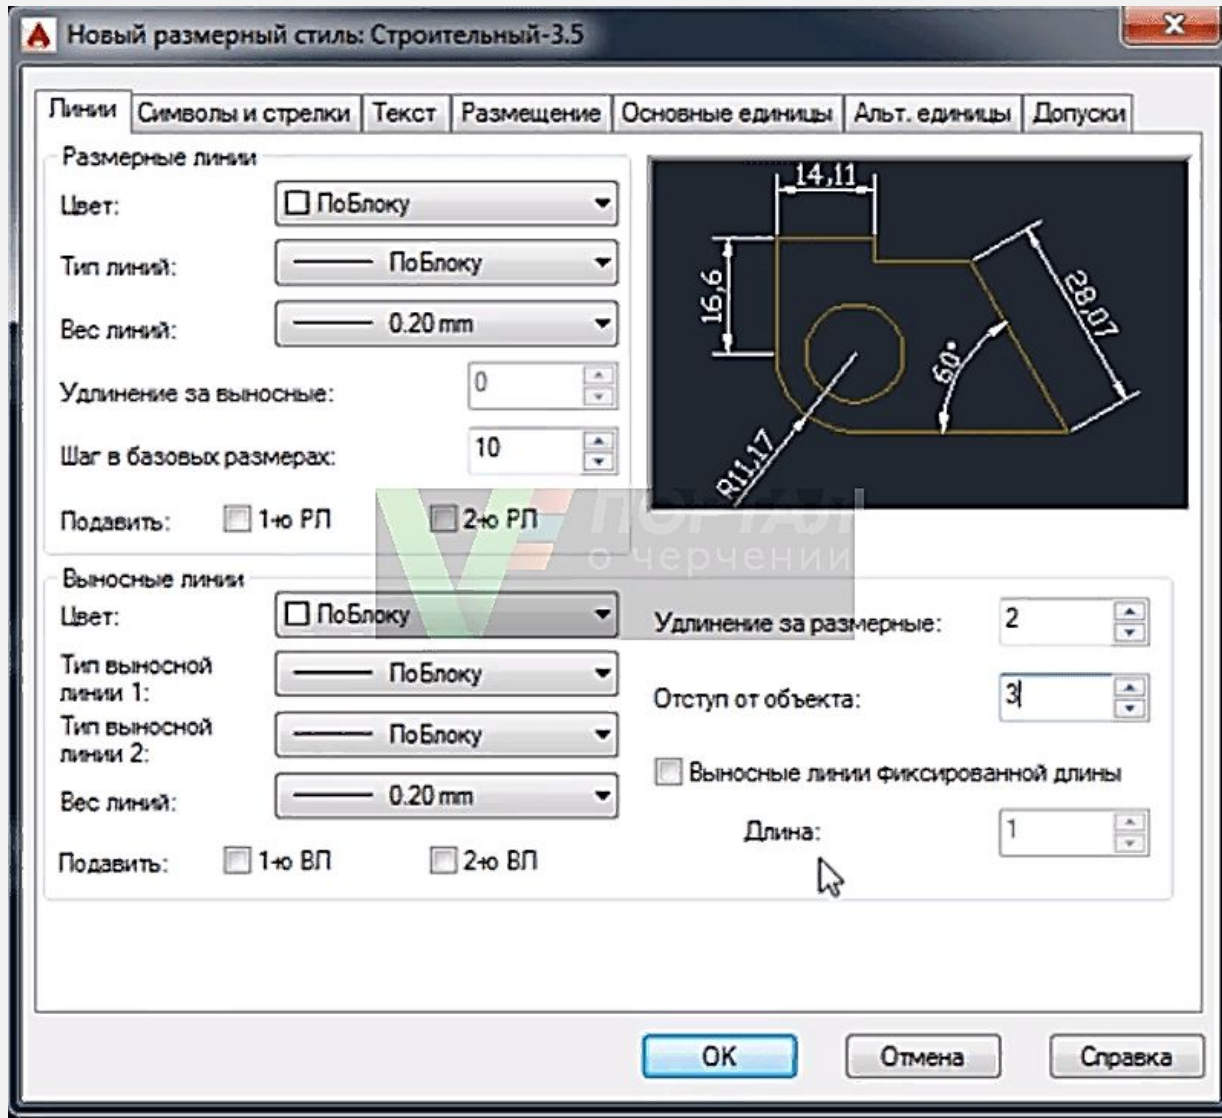 Новый размерный стиль: Строительный-3.5
Линии Символы и стрелки Текст Размещение Основные единицы Альт. единицы Допуски
Размерные линии
Цвет: ПоБлоку
Тип линий: ПоБлоку
Вес линий: 0.20 mm
Удлинение за выносные: 0
Шаг в базовых размерах: 10
Подавить: 1-ю РЛ 2-ю РЛ
14,11
16,6
28,07
60°
R11,17
ПОРТАЛ
о черчении
Выносные линии
Цвет: ПоБлоку
Тип выносной
линии 1: ПоБлоку
Тип выносной
линии 2: ПоБлоку
Вес линий: 0.20 mm
Подавить: 1-ю ВЛ 2-ю ВЛ
Удлинение за размерные: 2
Отступ от объекта: 3
Выносные линии фиксированной длины
Длина: 1
OK Отмена Справка